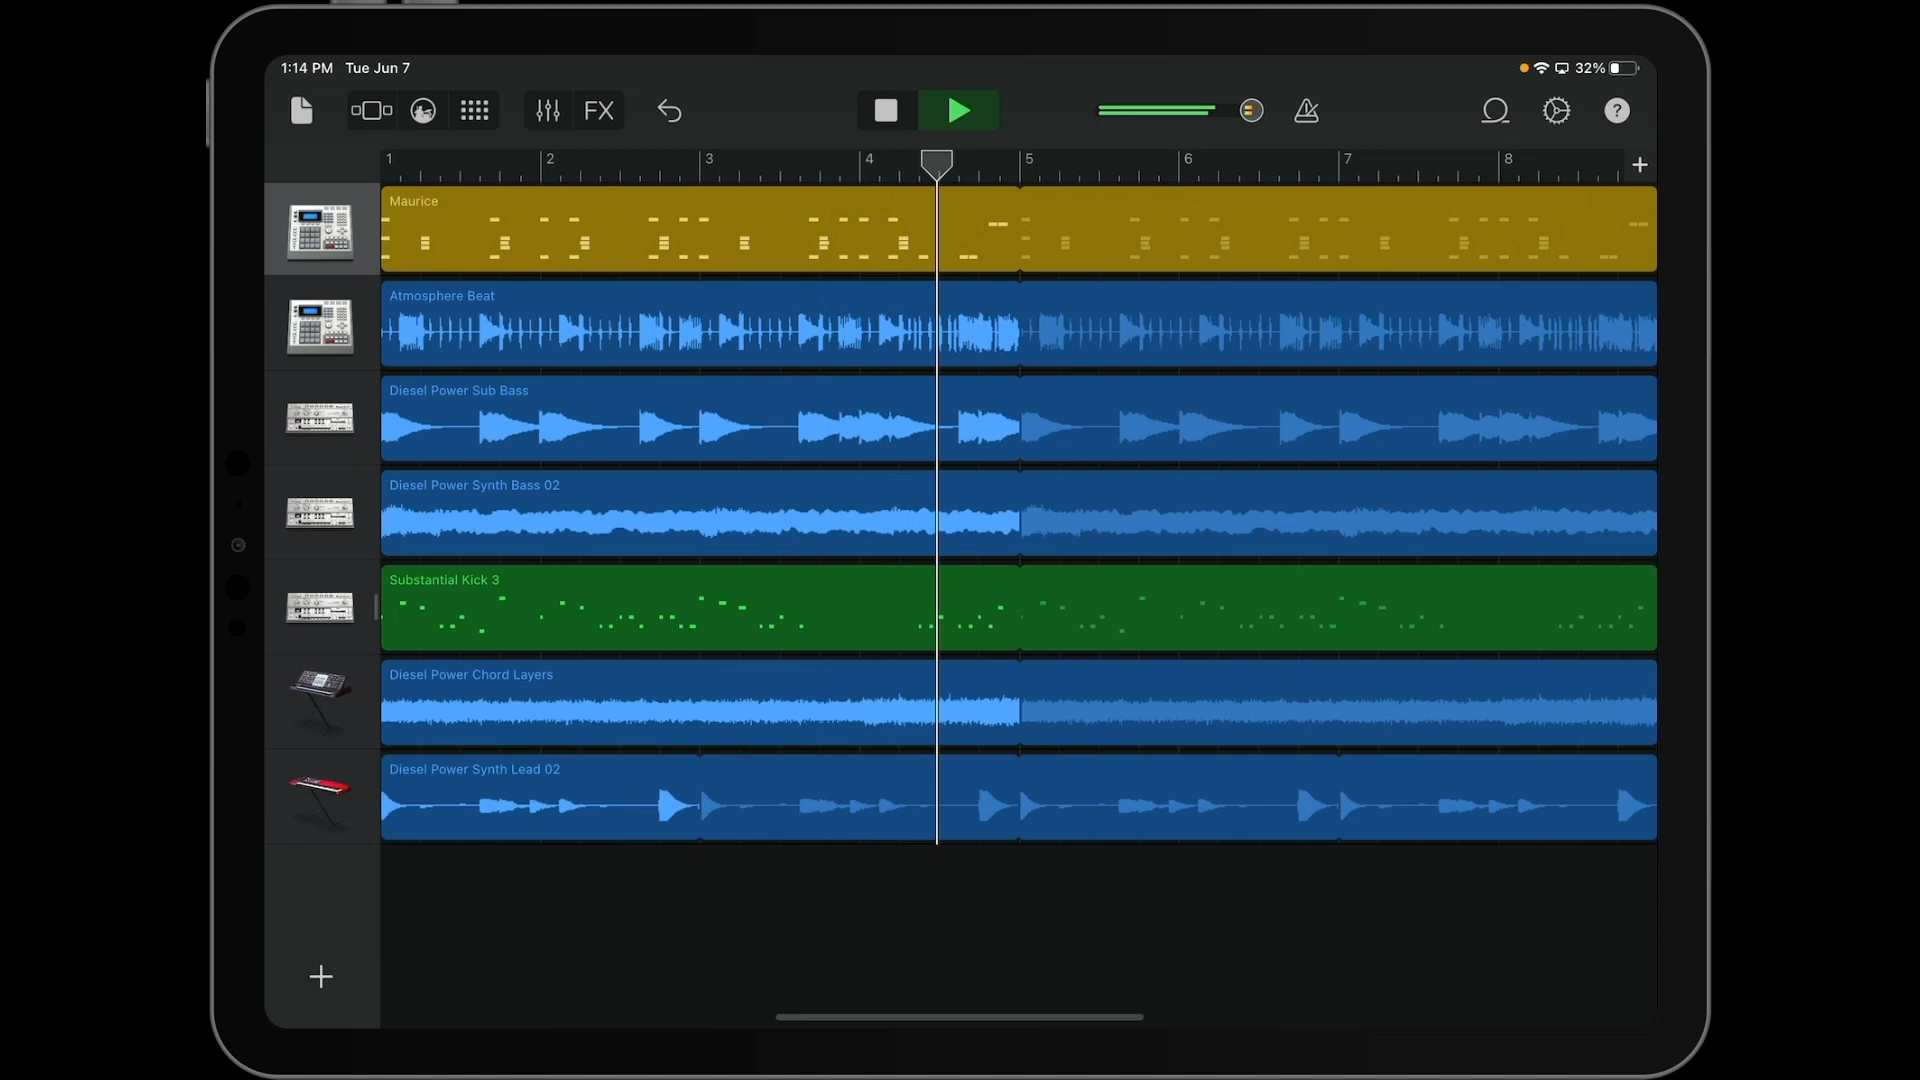 1:14 PM Tue Jun 7
32%
FX
?
1 2 3 4 5 6 7 8
Maurice
Atmosphere Beat
Diesel Power Sub Bass
Diesel Power Synth Bass 02
Substantial Kick 3
Diesel Power Chord Layers
Diesel Power Synth Lead 02